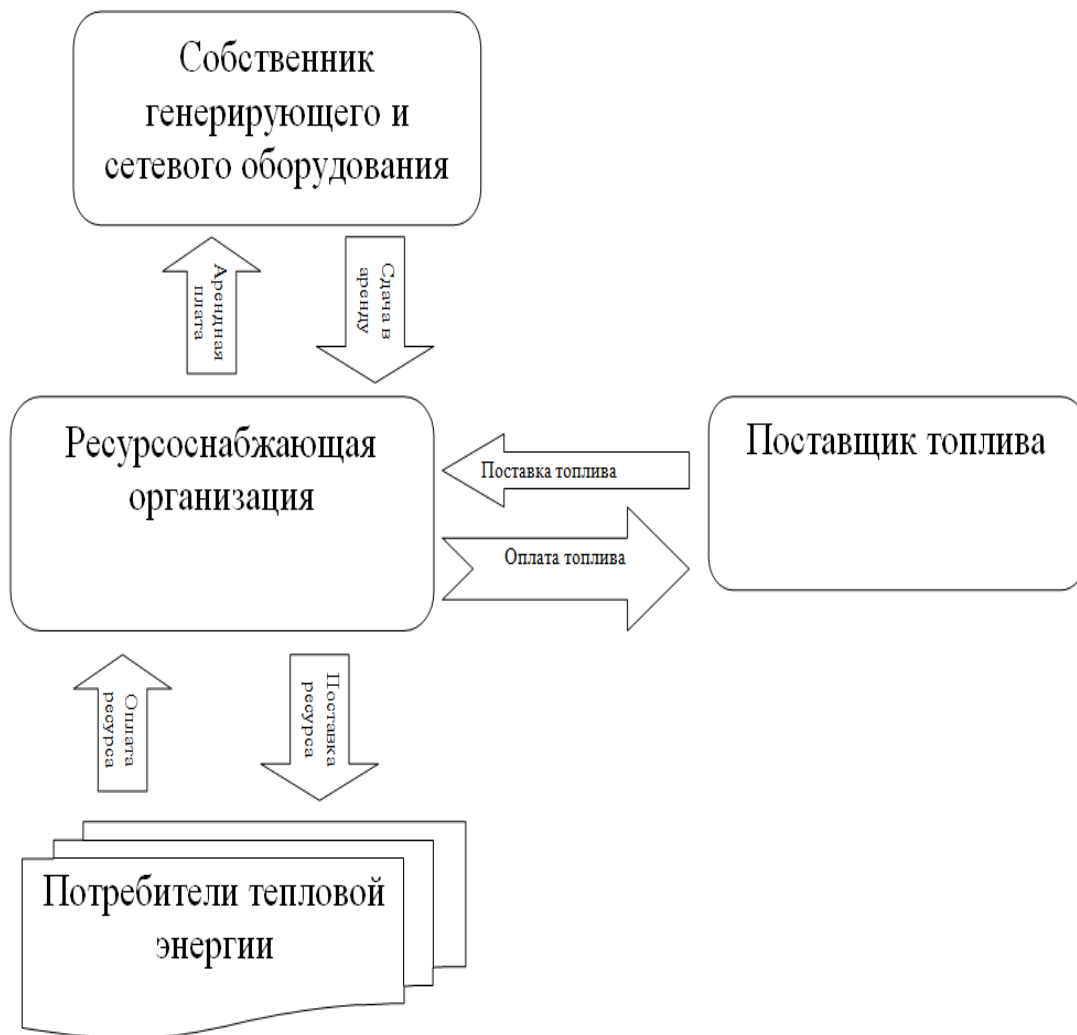 Собственник
генерирующего и
сетевого оборудования
Арендная
плата
Сдача в
аренду
Ресурсоснабжающая
организация
Поставка топлива
Поставщик топлива
Оплата топлива
Оплата
ресурса
Поставка
ресурса
Потребители тепловой
энергии